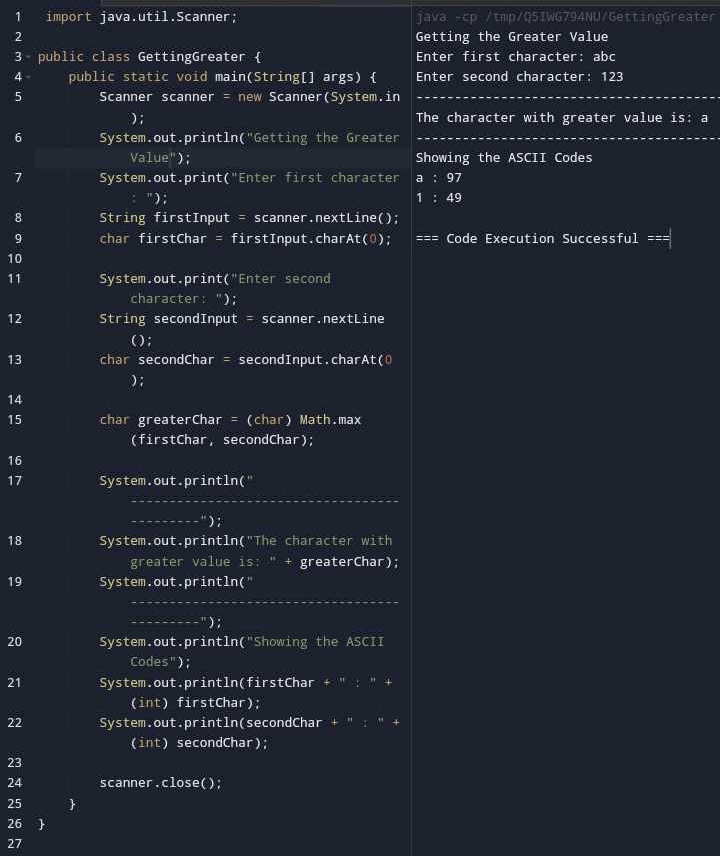 1 import java.util.Scanner;
2
3 public class GettingGreater {
4 public static void main(String[] args) {
5 Scanner scanner = new Scanner(System.in
);
6 System.out.println("Getting the Greater
Value");
7 System.out.print("Enter first character
: ");
8 String firstInput = scanner.nextLine();
9 char firstChar = firstInput.charAt(0);
10
11 System.out.print("Enter second
character: ");
12 String secondInput = scanner.nextLine
();
13 char secondChar = secondInput.charAt(0
);
14
15 char greaterChar = (char) Math.max
(firstChar, secondChar);
16
17 System.out.println("
-----------------------------------
---------");
18 System.out.println("The character with
greater value is: " + greaterChar);
19 System.out.println("
-----------------------------------
---------");
20 System.out.println("Showing the ASCII
Codes");
21 System.out.println(firstChar + " : " +
(int) firstChar);
22 System.out.println(secondChar + " : " +
(int) secondChar);
23
24 scanner.close();
25 }
26 }
27
java -cp /tmp/Q5IWG794NU/GettingGreater
Getting the Greater Value
Enter first character: abc
Enter second character: 123
---------------------------------------
The character with greater value is: a
---------------------------------------
Showing the ASCII Codes
a : 97
1 : 49
=== Code Execution Successful ===